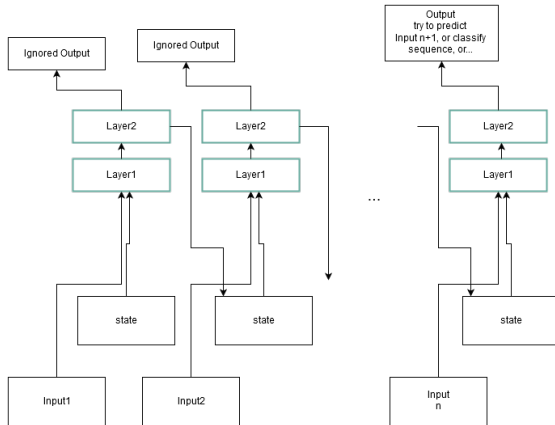 Ignored Output
Ignored Output
Output
try to predict
Input n+1, or classify
sequence, or...
Layer2
Layer2
Layer2
Layer1
Layer1
Layer1
...
state
state
state
Input1
Input2
Input
n